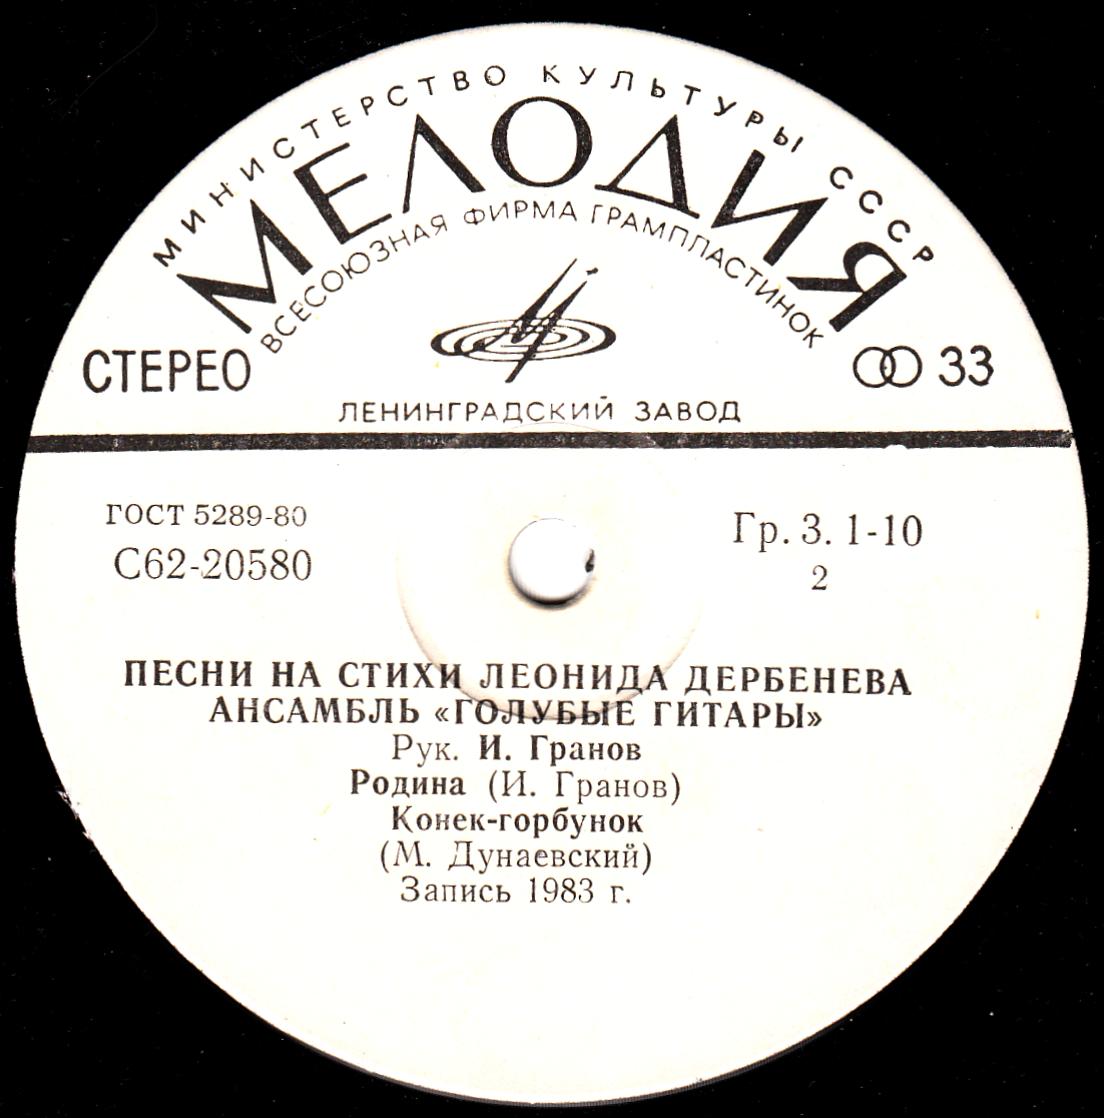 МИНИСТЕРСТВО КУЛЬТУРЫ СССР
МЕЛОДИЯ
ВСЕСОЮЗНАЯ ФИРМА ГРАМПЛАСТИНОК
СТЕРЕО
33
ЛЕНИНГРАДСКИЙ ЗАВОД
ГОСТ 5289-80
С62-20580
Гр. 3. 1-10
2
ПЕСНИ НА СТИХИ ЛЕОНИДА ДЕРБЕНЕВА
АНСАМБЛЬ «ГОЛУБЫЕ ГИТАРЫ»
Рук. И. Гранов
Родина (И. Гранов)
Конек-горбунок
(М. Дунаевский)
Запись 1983 г.